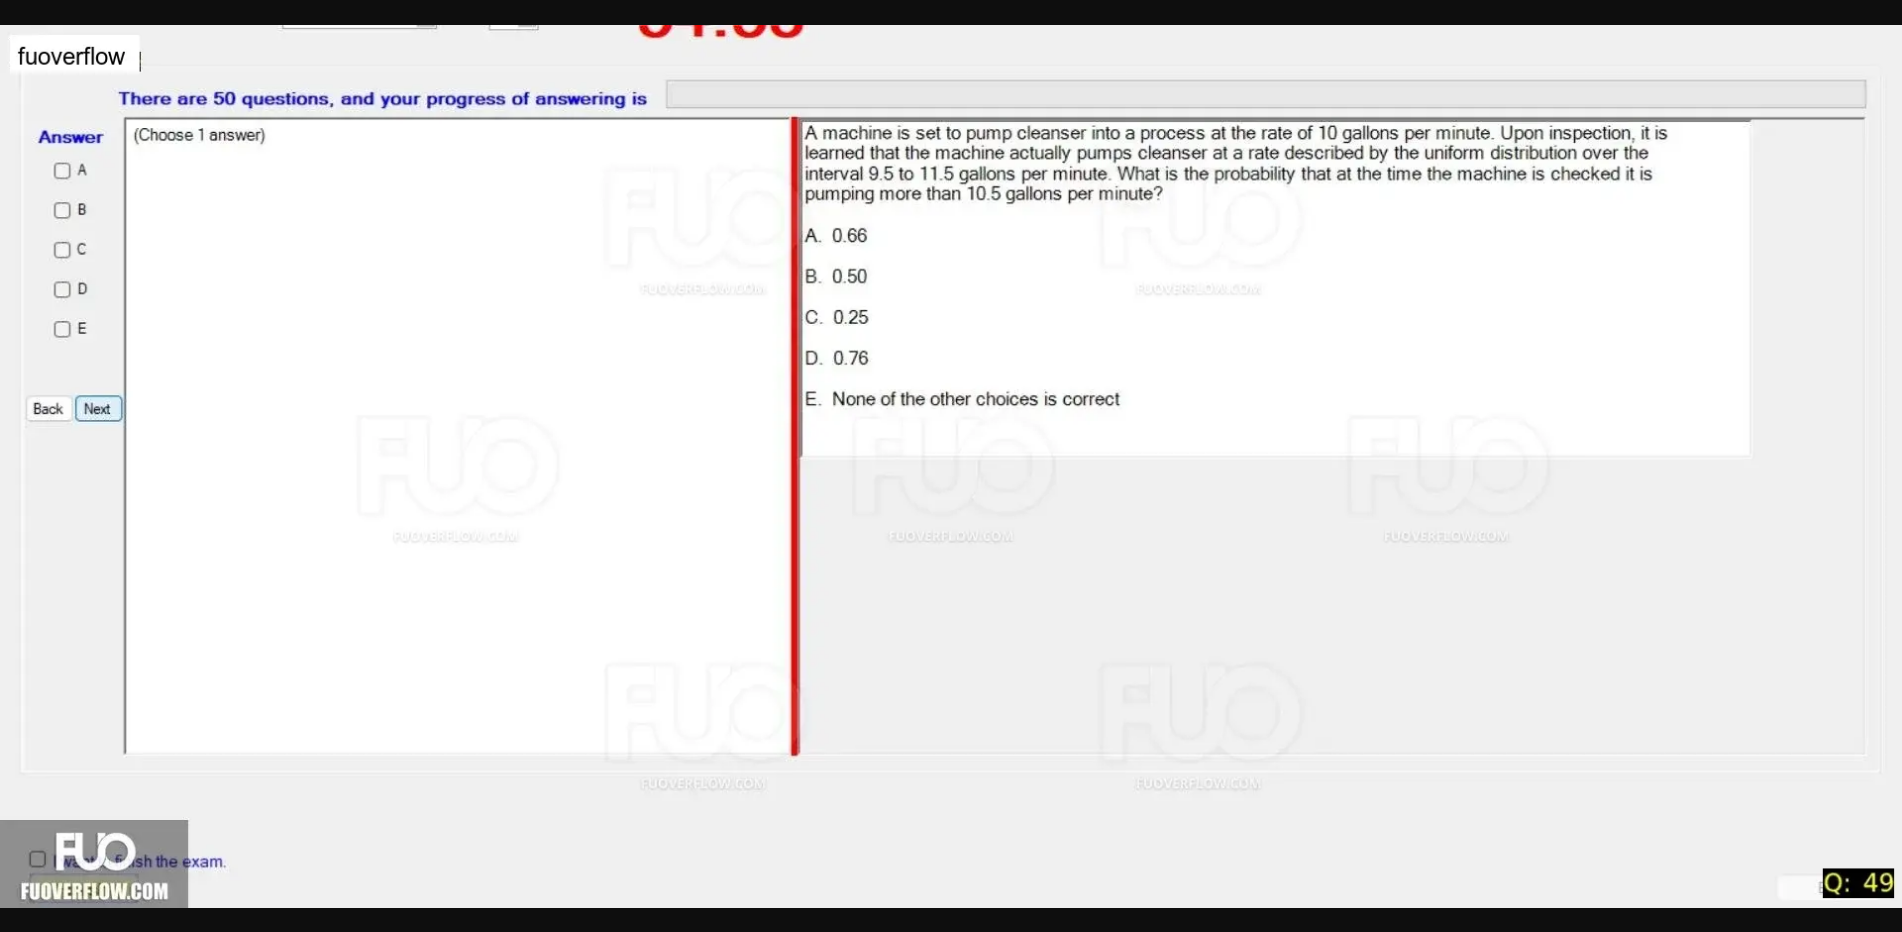 fuoverflow
There are 50 questions, and your progress of answering is
Answer
(Choose 1 answer)
A
B
C
D
E
Back Next
A machine is set to pump cleanser into a process at the rate of 10 gallons per minute. Upon inspection, it is
learned that the machine actually pumps cleanser at a rate described by the uniform distribution over the
interval 9.5 to 11.5 gallons per minute. What is the probability that at the time the machine is checked it is
pumping more than 10.5 gallons per minute?
A. 0.66
B. 0.50
C. 0.25
D. 0.76
E. None of the other choices is correct
FUO
FUOVERFLOW.COM
FUO
FUOVERFLOW.COM
FUO
FUOVERFLOW.COM
FUO
FUOVERFLOW.COM
FUO
FUOVERFLOW.COM
FUO
FUOVERFLOW.COM
FUO
FUOVERFLOW.COM
the exam.
FUO
FUOVERFLOW.COM
Q: 49